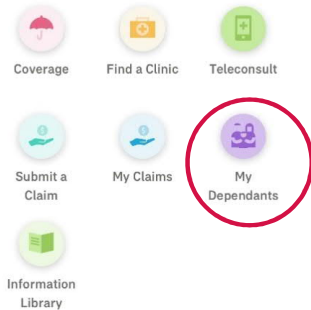 Coverage
Find a Clinic
Teleconsult
Submit a
Claim
My Claims
My
Dependants
Information
Library